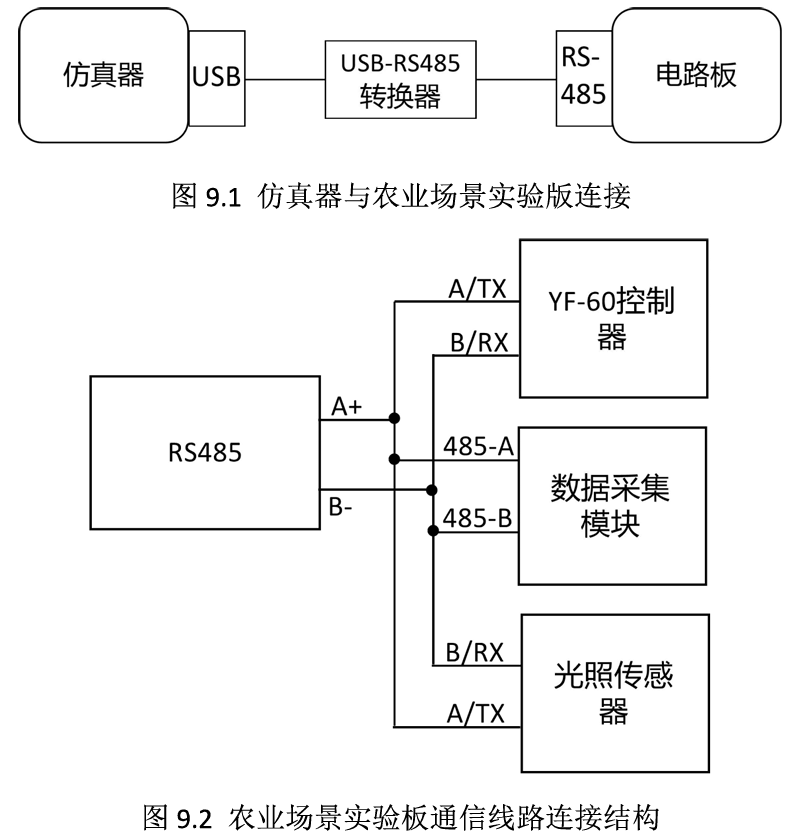 仿真器
USB
USB-RS485
转换器
RS-
485
电路板
图 9.1 仿真器与农业场景实验版连接
A/TX
YF-60控制
器
B/RX
RS485
A+
B-
485-A
数据采集
模块
485-B
B/RX
光照传感
器
A/TX
图 9.2 农业场景实验板通信线路连接结构